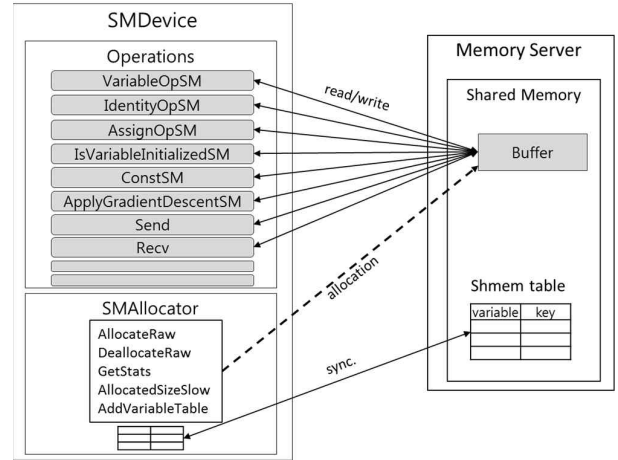 SMDevice
Operations
VariableOpSM
IdentityOpSM
AssignOpSM
IsVariableInitializedSM
ConstSM
ApplyGradientDescentSM
Send
Recv
SMAllocator
AllocateRaw
DeallocateRaw
GetStats
AllocatedSizeSlow
AddVariableTable
read/write
allocation
sync.
Memory Server
Shared Memory
Buffer
Shmem table
variable key